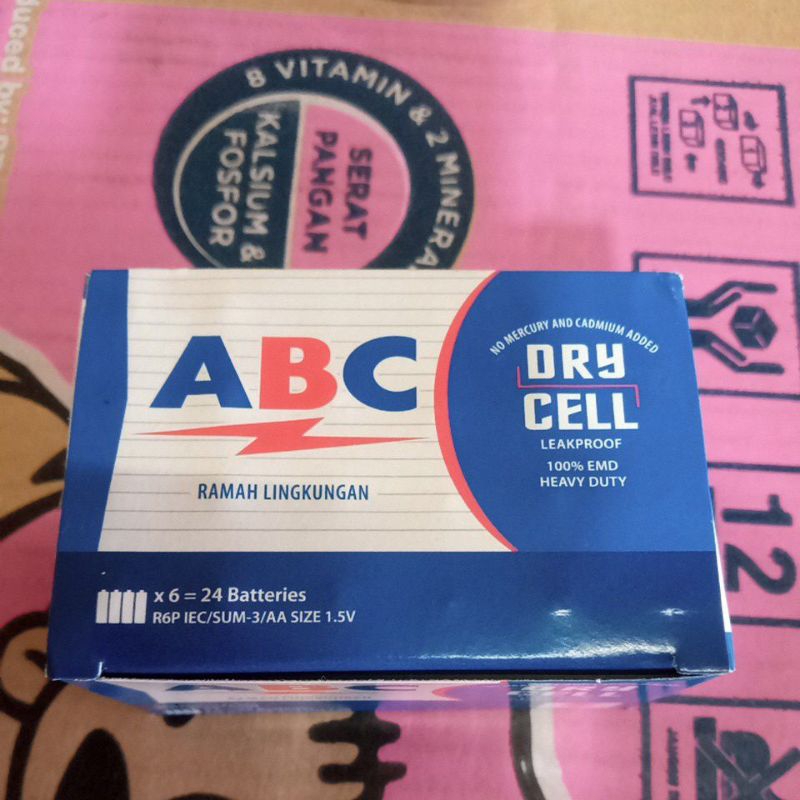 8 VITAMIN & 2 MINERAL
SERAT
PANGAN
KALSIUM &
FOSFOR
ABC
RAMAH LINGKUNGAN
NO MERCURY AND CADMIUM ADDED
DRY
CELL
LEAKPROOF
100% EMD
HEAVY DUTY
x 6 = 24 Batteries
R6P IEC/SUM-3/AA SIZE 1.5V
12